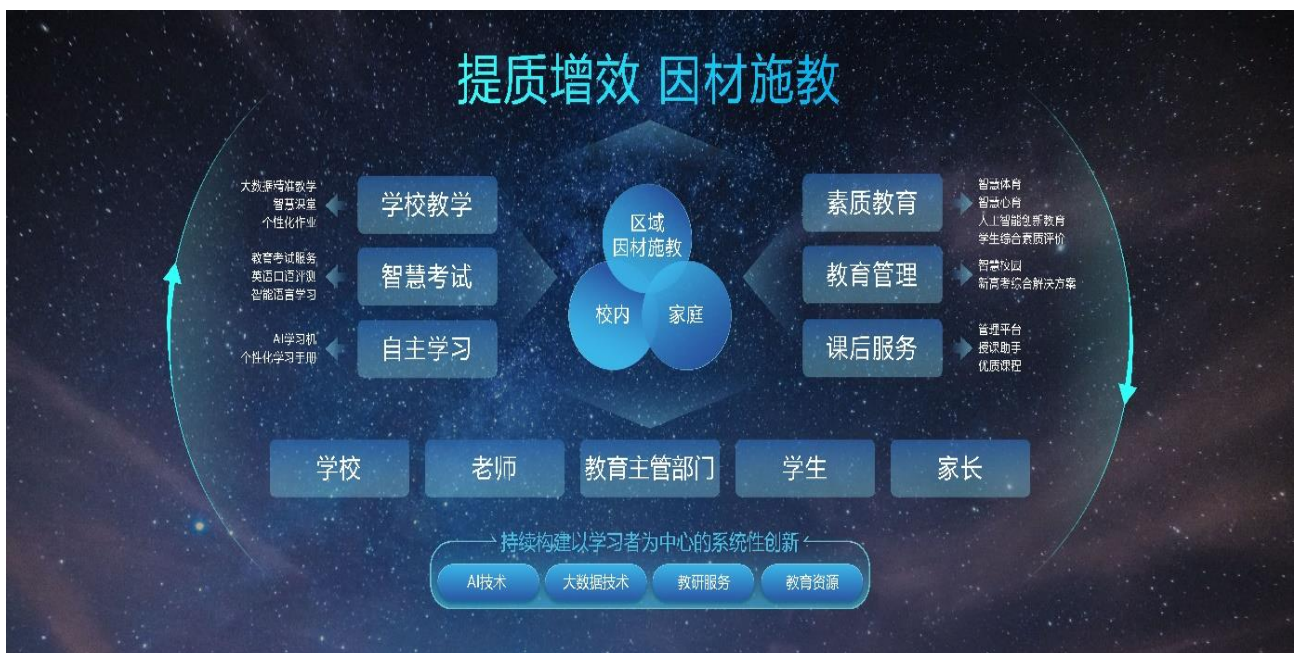 提质增效 因材施教
大数据精准教学
智慧课堂
个性化作业
学校教学
教育考试服务
英语口语评测
智能语言学习
智慧考试
AI学习机
个性化学习手册
自主学习
区域
因材施教
校内
家庭
素质教育
智慧体育
智慧心育
人工智能创新教育
学生综合素质评价
教育管理
智慧校园
新高考综合解决方案
课后服务
管理平台
授课助手
优质课程
学校
老师
教育主管部门
学生
家长
持续构建以学习者为中心的系统性创新
AI技术
大数据技术
教研服务
教育资源